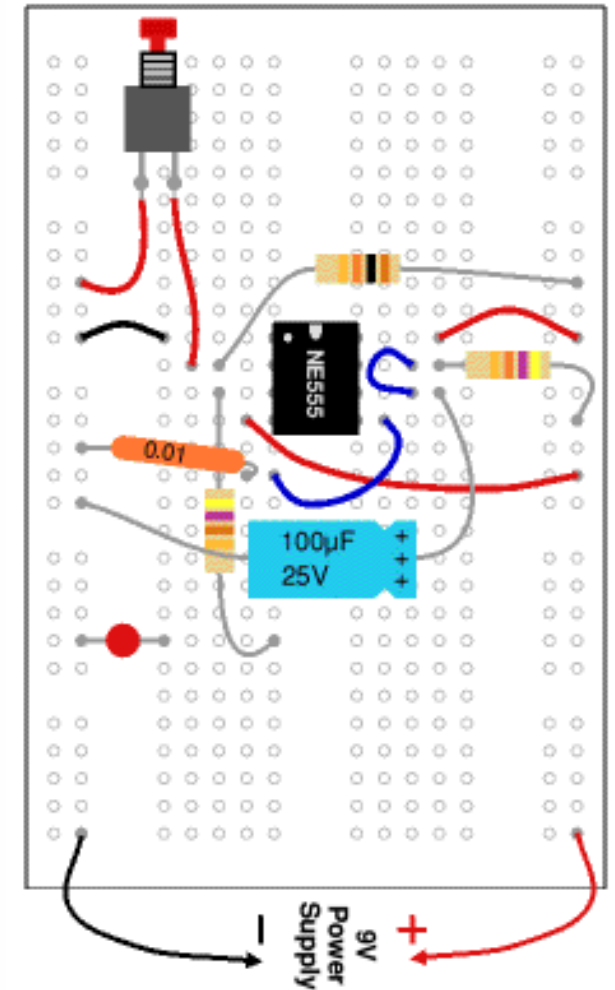 NE555
0.01
100µF
25V
+
+
+
−
+
9V
Power
Supply